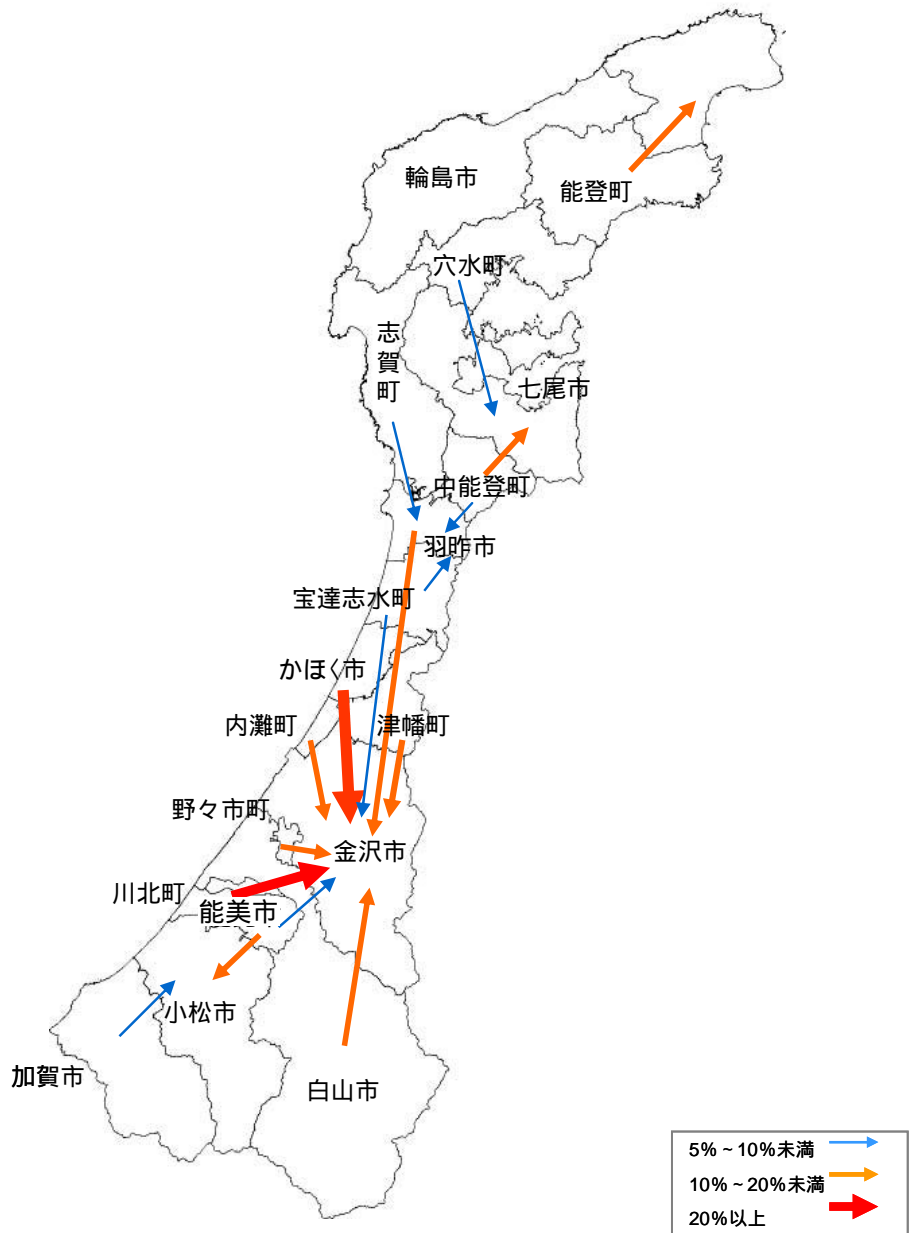 輪島市
能登町
穴水町
志賀町
七尾市
中能登町
羽昨市
宝達志水町
かほく市
内灘町
津幡町
野々市町
金沢市
川北町
能美市
小松市
加賀市
白山市
5%~10%未満
10%~20%未満
20%以上